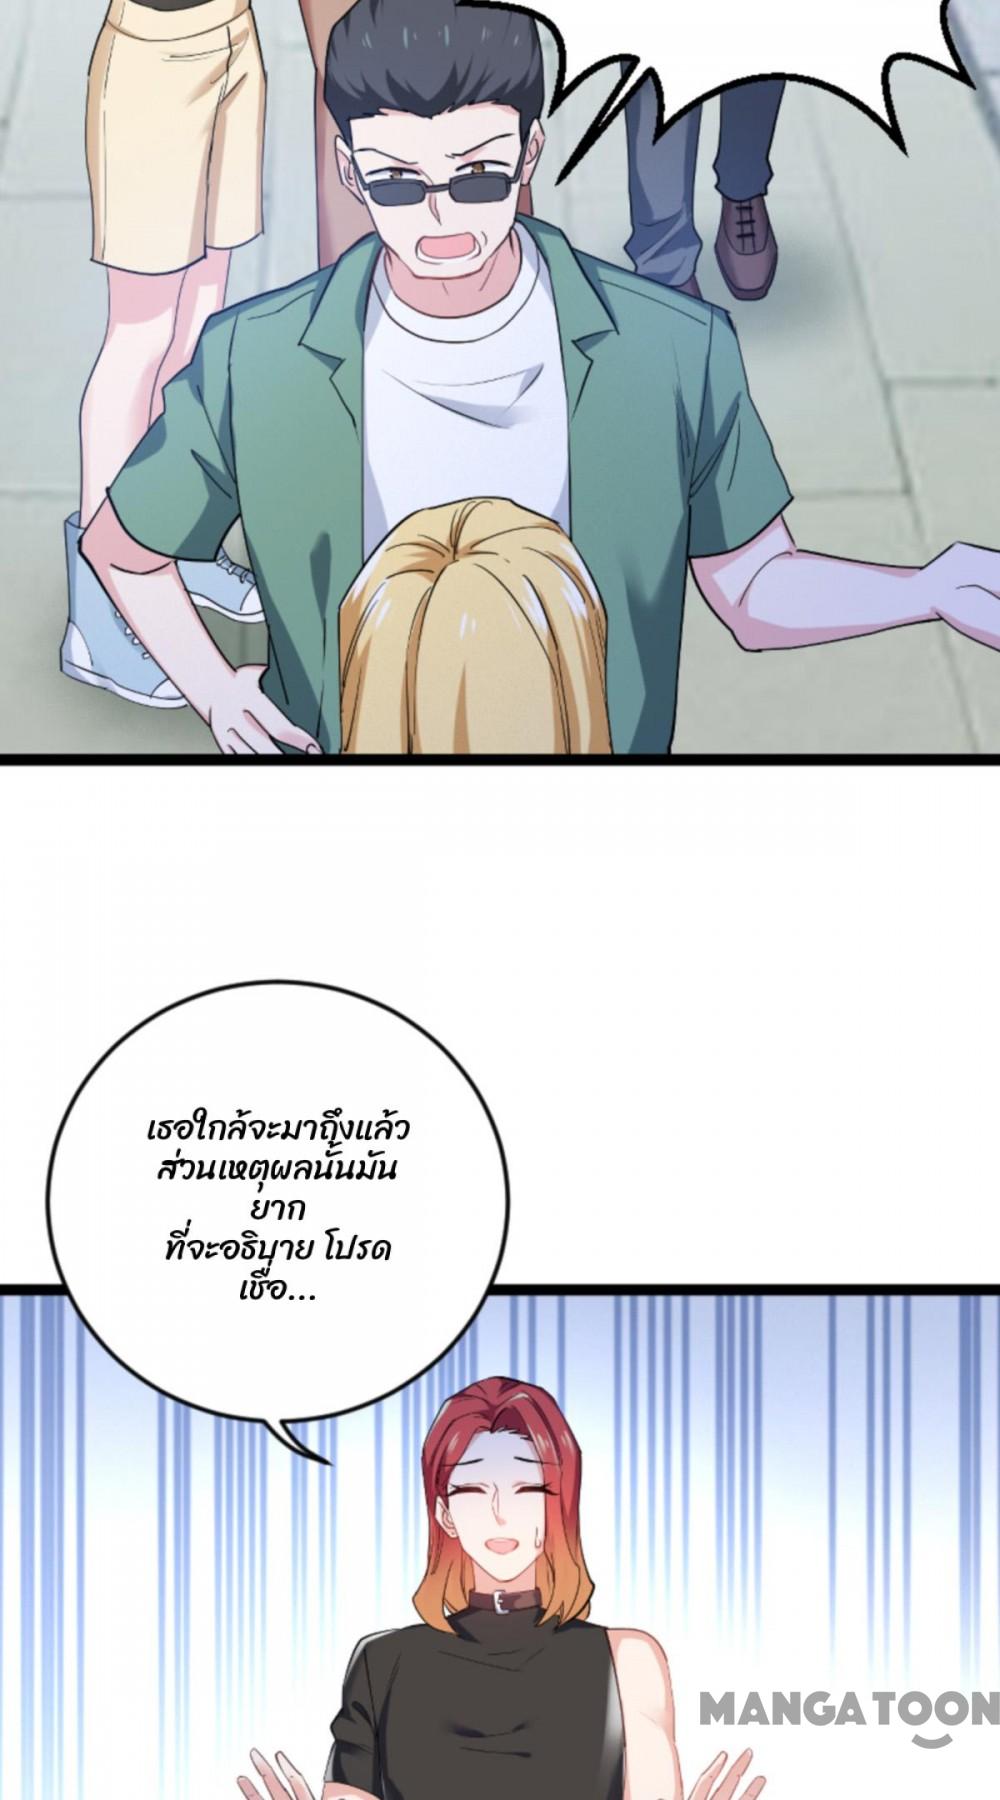 เธอใกล้จะมาถึงแล้ว
ส่วนเหตุผลนั้นมัน
ยาก
ที่จะอธิบาย โปรด
เชื่อ...
MANGATOON